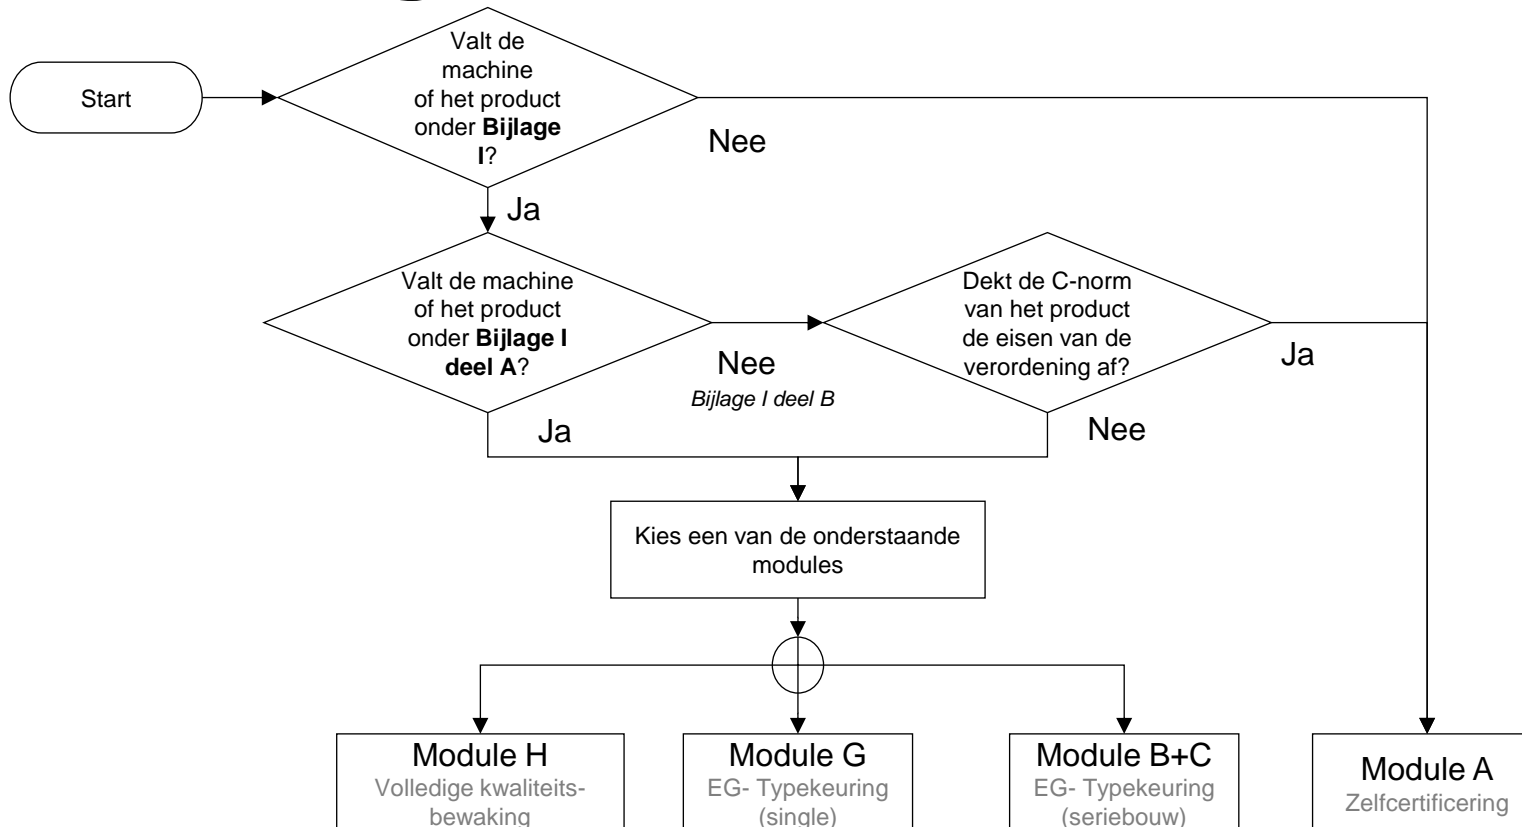 Start
Valt de
machine
of het product
onder Bijlage
I?
Nee
Ja
Valt de machine
of het product
onder Bijlage I
deel A?
Nee
Bijlage I deel B
Dekt de C-norm
van het product
de eisen van de
verordening af?
Ja
Ja
Nee
Kies een van de onderstaande
modules
Module H
Volledige kwaliteits-
bewaking
Module G
EG- Typekeuring
(single)
Module B+C
EG- Typekeuring
(seriebouw)
Module A
Zelfcertificering